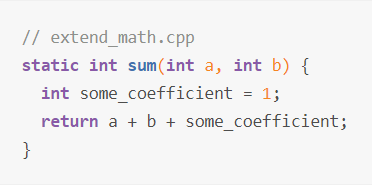 // extend_math.cpp
static int sum(int a, int b) {
  int some_coefficient = 1;
  return a + b + some_coefficient;
}